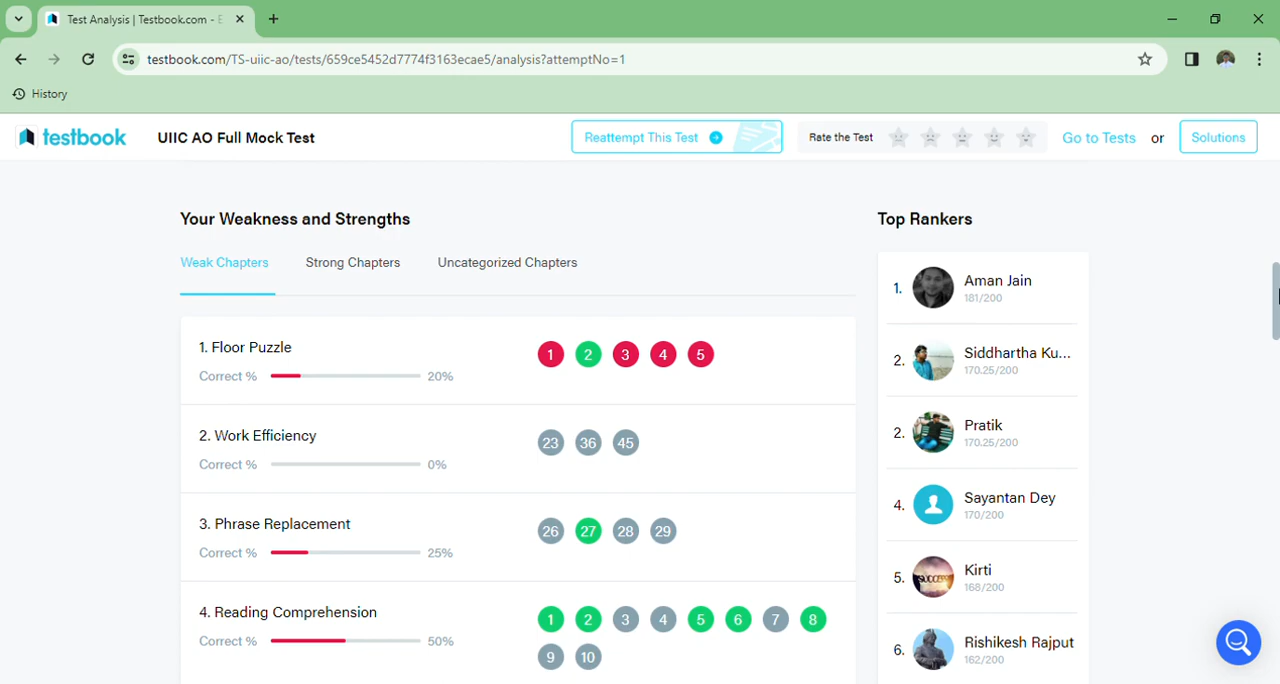 Test Analysis | Testbook.com - E
testbook.com/TS-uiic-ao/tests/659ce5452d7774f3163ecae5/analysis?attemptNo=1
History
testbook
UIIC AO Full Mock Test
Reattempt This Test
Rate the Test
Go to Tests or Solutions
Your Weakness and Strengths
Weak Chapters
Strong Chapters
Uncategorized Chapters
1. Floor Puzzle
Correct % 20%
1 2 3 4 5
2. Work Efficiency
Correct % 0%
23 36 45
3. Phrase Replacement
Correct % 25%
26 27 28 29
4. Reading Comprehension
Correct % 50%
1 2 3 4 5 6 7 8
9 10
Top Rankers
1. Aman Jain
181/200
2. Siddhartha Ku...
170.25/200
2. Pratik
170.25/200
4. Sayantan Dey
170/200
5. Kirti
SUCCESS
168/200
6. Rishikesh Rajput
162/200